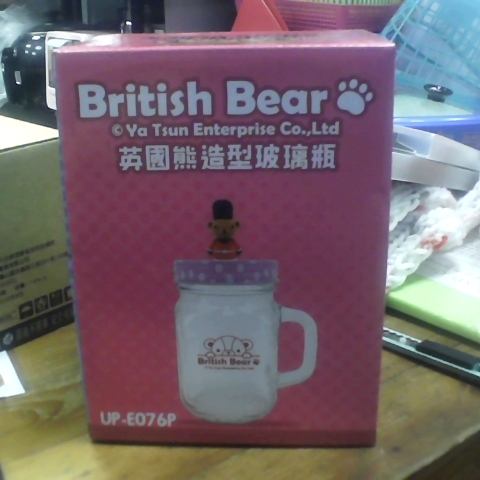 British Bear
© Ya Tsun Enterprise Co.,Ltd
英國熊造型玻璃瓶
British Bear
UP-E076P